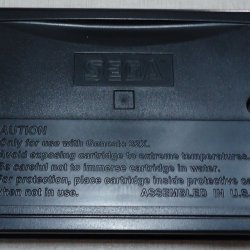 SEGA
CAUTION
Only for use with Genesis 32X.
Avoid exposing cartridge to extreme temperatures.
Be careful not to immerse cartridge in water.
For protection, place cartridge inside protective
when not in use. ASSEMBLED IN U.S.